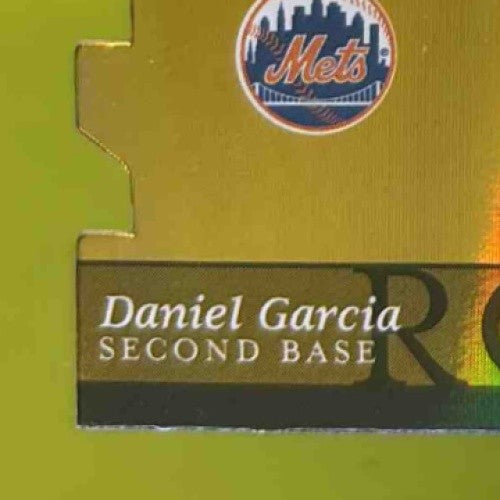 Mets
Daniel Garcia
SECOND BASE
R